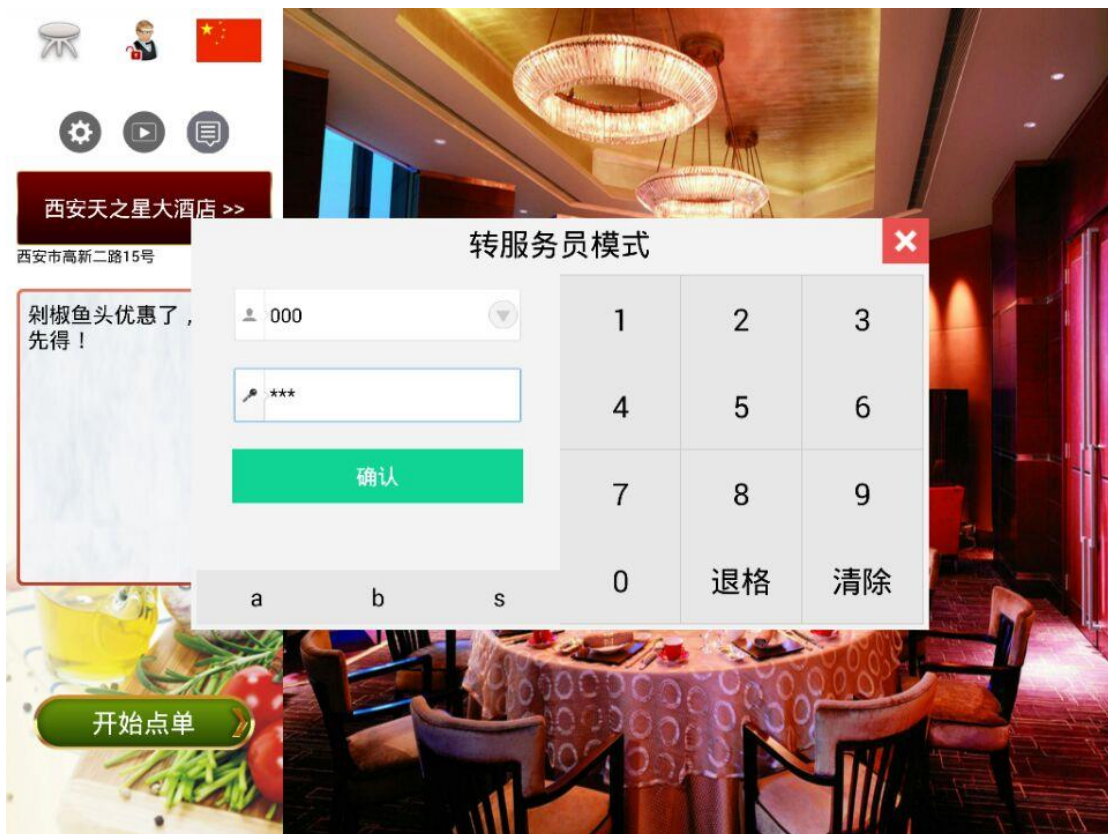 西安天之星大酒店 >>
西安市高新二路15号
转服务员模式
剁椒鱼头优惠了，
先得！
000
***
确认
1 2 3
4 5 6
7 8 9
0 退格 清除
a b s
开始点单